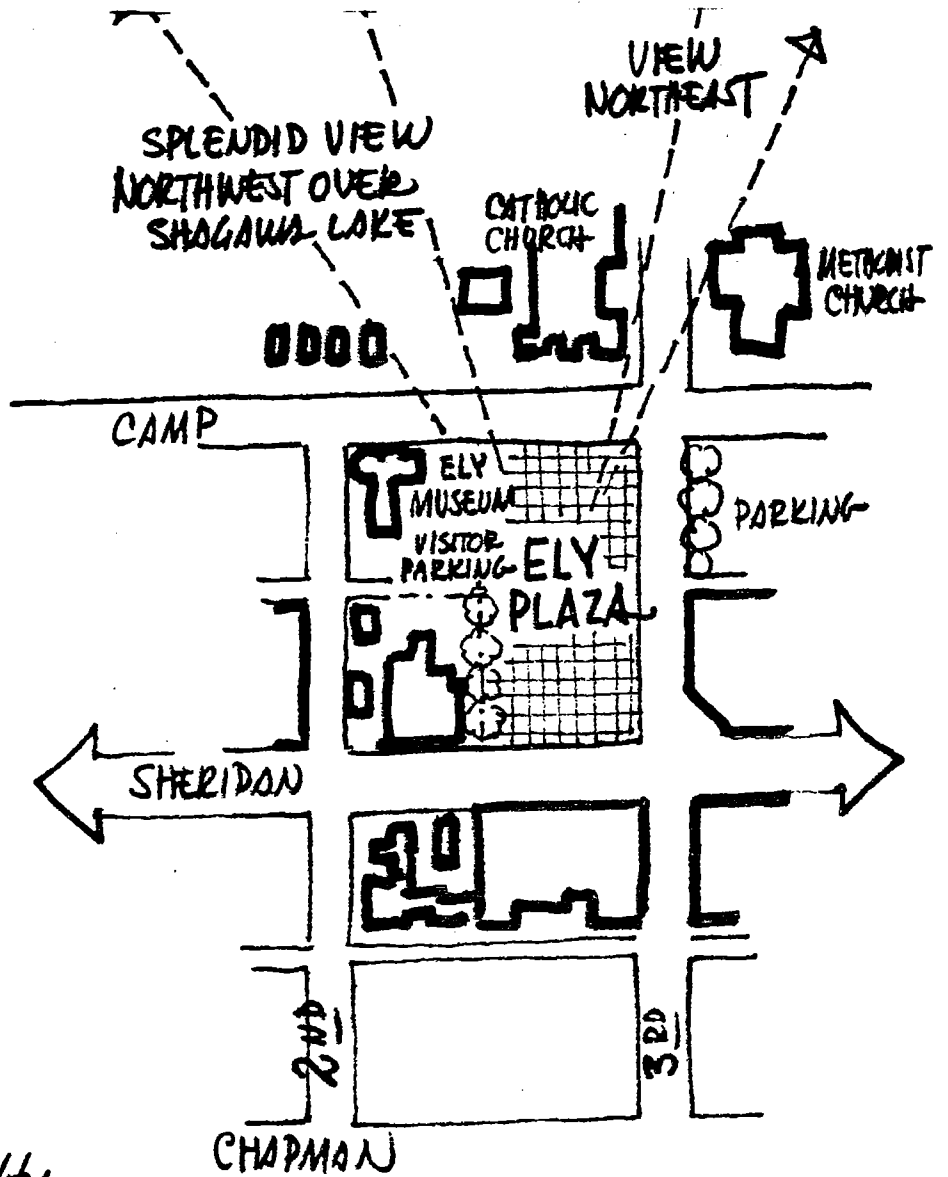 VIEW
NORTHEAST
SPLENDID VIEW
NORTHWEST OVER
SHAGAWA LAKE
CATHOLIC
CHURCH
METHODIST
CHURCH
CAMP
ELY
MUSEUM
VISITOR
PARKING
PARKING
ELY
PLAZA
SHERIDAN
2ND
3RD
CHAPMAN